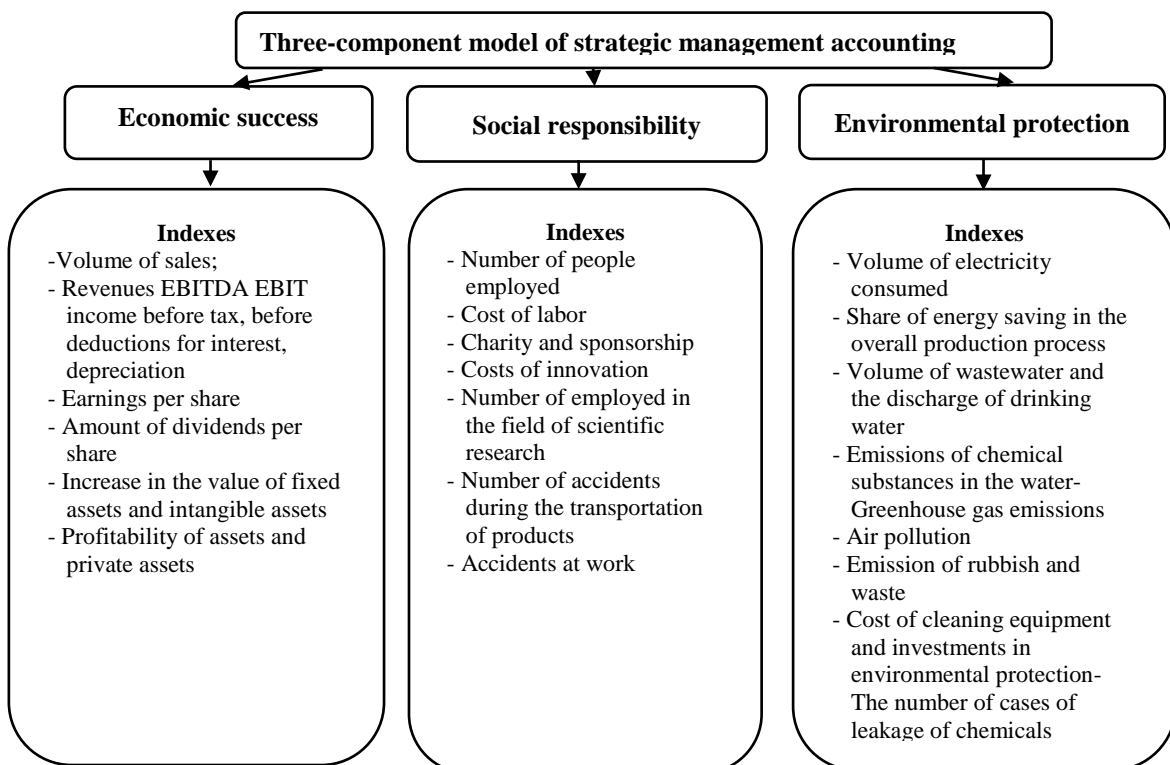 Three-component model of strategic management accounting
Economic success
Social responsibility
Environmental protection
Indexes
-Volume of sales;
- Revenues EBITDA EBIT
income before tax, before
deductions for interest,
depreciation
- Earnings per share
- Amount of dividends per
share
- Increase in the value of fixed
assets and intangible assets
- Profitability of assets and
private assets
Indexes
- Number of people
employed
- Cost of labor
- Charity and sponsorship
- Costs of innovation
- Number of employed in
the field of scientific
research
- Number of accidents
during the transportation
of products
- Accidents at work
Indexes
- Volume of electricity
consumed
- Share of energy saving in the
overall production process
- Volume of wastewater and
the discharge of drinking
water
- Emissions of chemical
substances in the water-
Greenhouse gas emissions
- Air pollution
- Emission of rubbish and
waste
- Cost of cleaning equipment
and investments in
environmental protection-
The number of cases of
leakage of chemicals